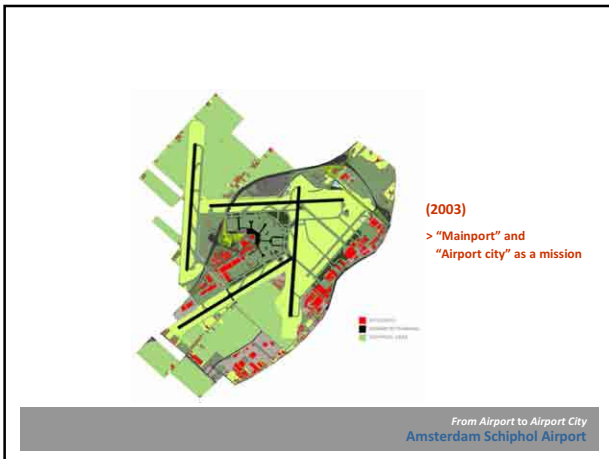 (2003)
> "Mainport" and
"Airport city" as a mission
From Airport to Airport City
Amsterdam Schiphol Airport